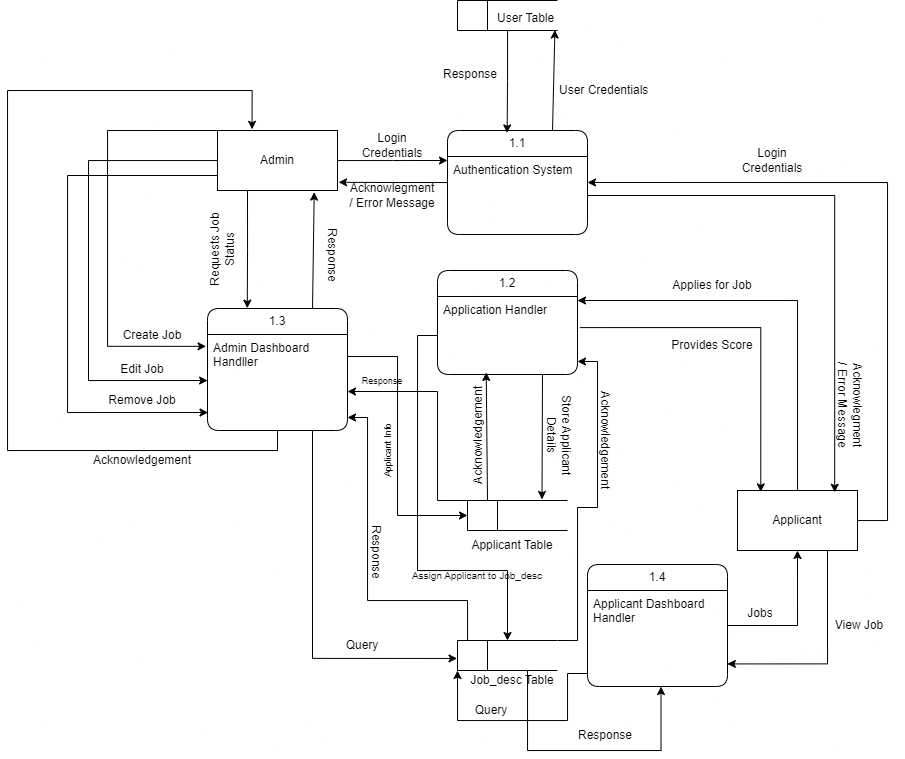 User Table
Response
User Credentials
1.1
Authentication System
Admin
Login
Credentials
Acknowlegment
/ Error Message
Login
Credentials
Requests Job
Status
Response
1.2
Application Handler
Applies for Job
Provides Score
Acknowlegment
/ Error Message
1.3
Admin Dashboard
Handller
Create Job
Edit Job
Remove Job
Acknowledgement
Response
Applicant Info
Acknowledgement
Store Applicant
Details
Acknowledgement
Applicant
Applicant Table
Response
Assign Applicant to Job_desc
1.4
Applicant Dashboard
Handler
Jobs
View Job
Query
Job_desc Table
Query
Response